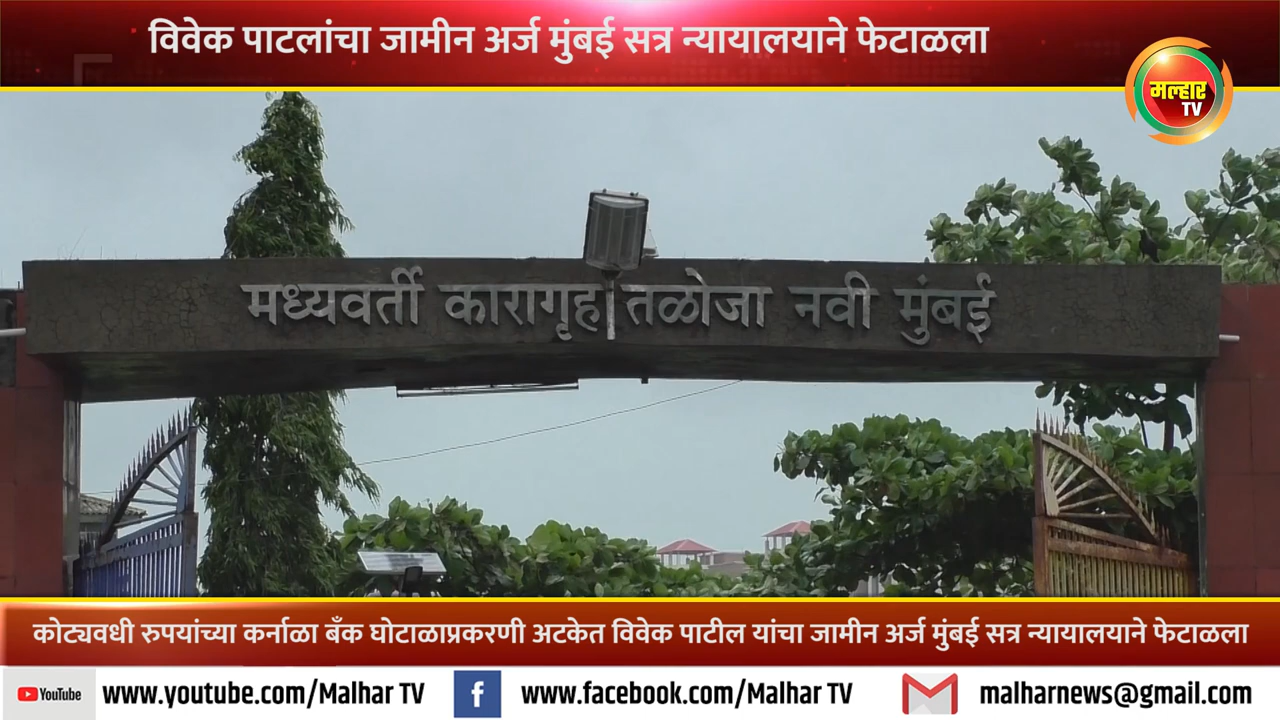 विवेक पाटलांचा जामीन अर्ज मुंबई सत्र न्यायालयाने फेटाळला
मल्हार
TV
मध्यवर्ती कारागृह तळोजा नवी मुंबई
कोट्यवधी रुपयांच्या कर्नाळा बँक घोटाळाप्रकरणी अटकेत विवेक पाटील यांचा जामीन अर्ज मुंबई सत्र न्यायालयाने फेटाळला
YouTube www.youtube.com/Malhar TV f www.facebook.com/Malhar TV malharnews@gmail.com